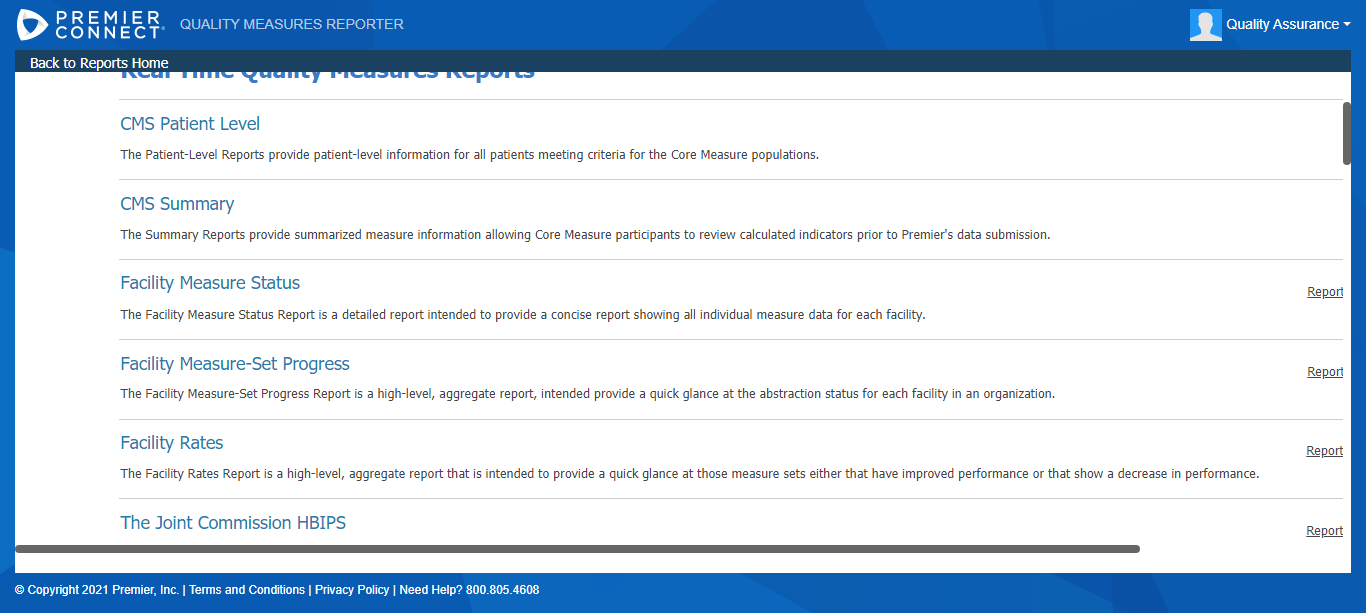 PREMIER
CONNECT
QUALITY MEASURES REPORTER
Quality Assurance
Back to Reports Home
Real Time Quality Measures Reports
CMS Patient Level
The Patient-Level Reports provide patient-level information for all patients meeting criteria for the Core Measure populations.
CMS Summary
The Summary Reports provide summarized measure information allowing Core Measure participants to review calculated indicators prior to Premier's data submission.
Facility Measure Status
Report
The Facility Measure Status Report is a detailed report intended to provide a concise report showing all individual measure data for each facility.
Facility Measure-Set Progress
Report
The Facility Measure-Set Progress Report is a high-level, aggregate report, intended provide a quick glance at the abstraction status for each facility in an organization.
Facility Rates
Report
The Facility Rates Report is a high-level, aggregate report that is intended to provide a quick glance at those measure sets either that have improved performance or that show a decrease in performance.
The Joint Commission HBIPS
Report
© Copyright 2021 Premier, Inc. | Terms and Conditions | Privacy Policy | Need Help? 800.805.4608